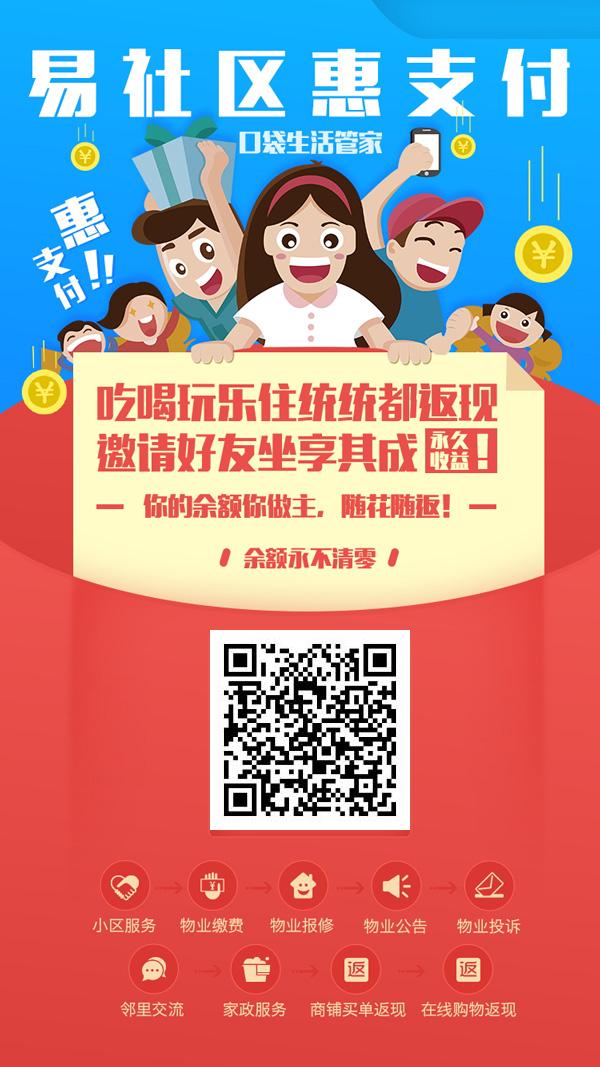 易社区惠支付
口袋生活管家
惠
支付!!
吃喝玩乐住统统都返现
邀请好友坐享其成 永久收益!
你的余额你做主,随花随返!
余额永不清零
小区服务 物业缴费 物业报修 物业公告 物业投诉
返 返
邻里交流 家政服务 商铺买单返现 在线购物返现